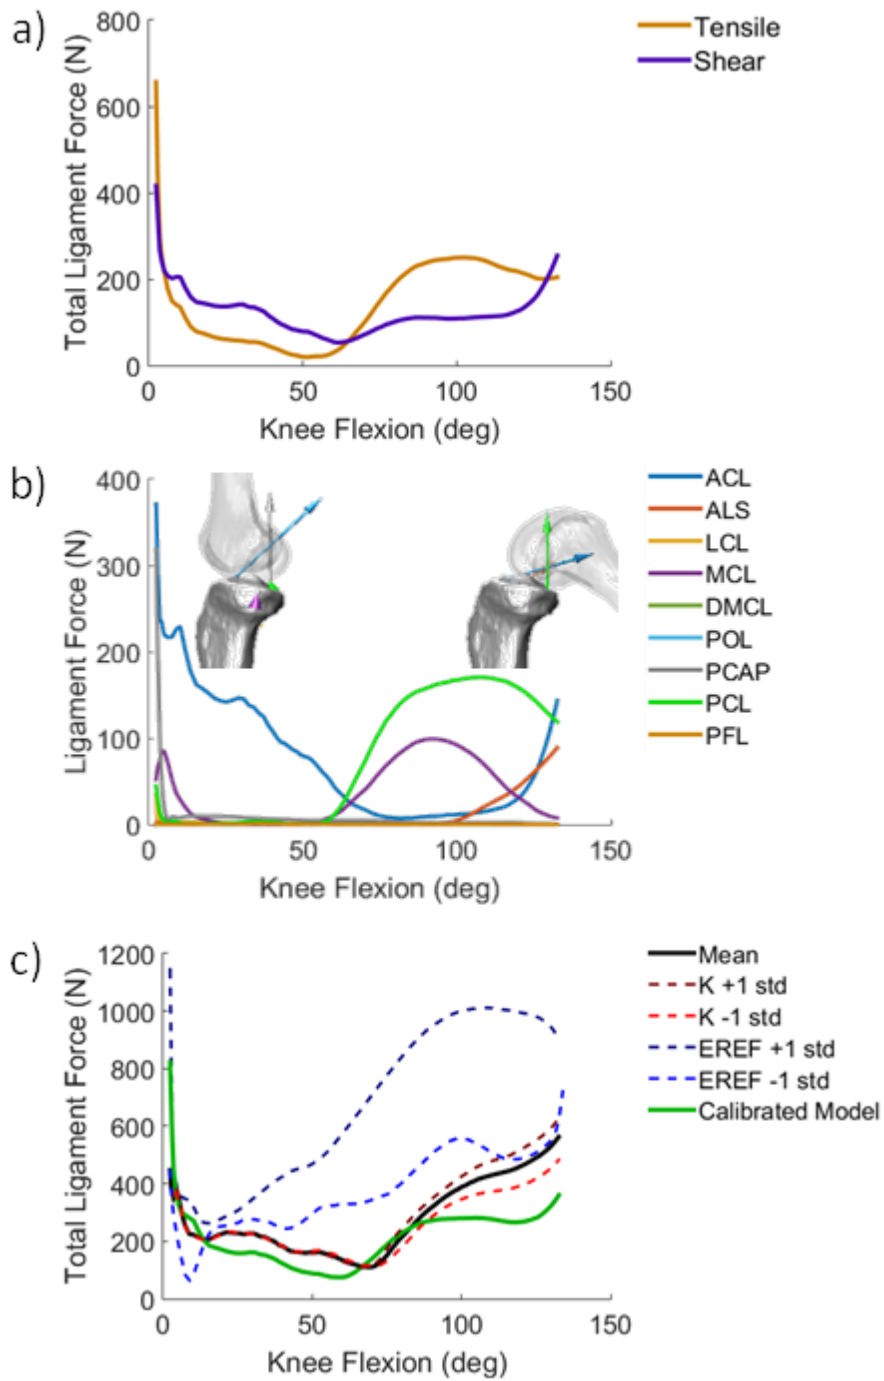 a)
800
600
400
200
0
Total Ligament Force (N)
0 50 100 150
Knee Flexion (deg)
Tensile
Shear
b)
400
300
200
100
0
Ligament Force (N)
0 50 100 150
Knee Flexion (deg)
ACL
ALS
LCL
MCL
DMCL
POL
PCAP
PCL
PFL
c)
1200
1000
800
600
400
200
0
Total Ligament Force (N)
0 50 100 150
Knee Flexion (deg)
Mean
K +1 std
K -1 std
EREF +1 std
EREF -1 std
Calibrated Model